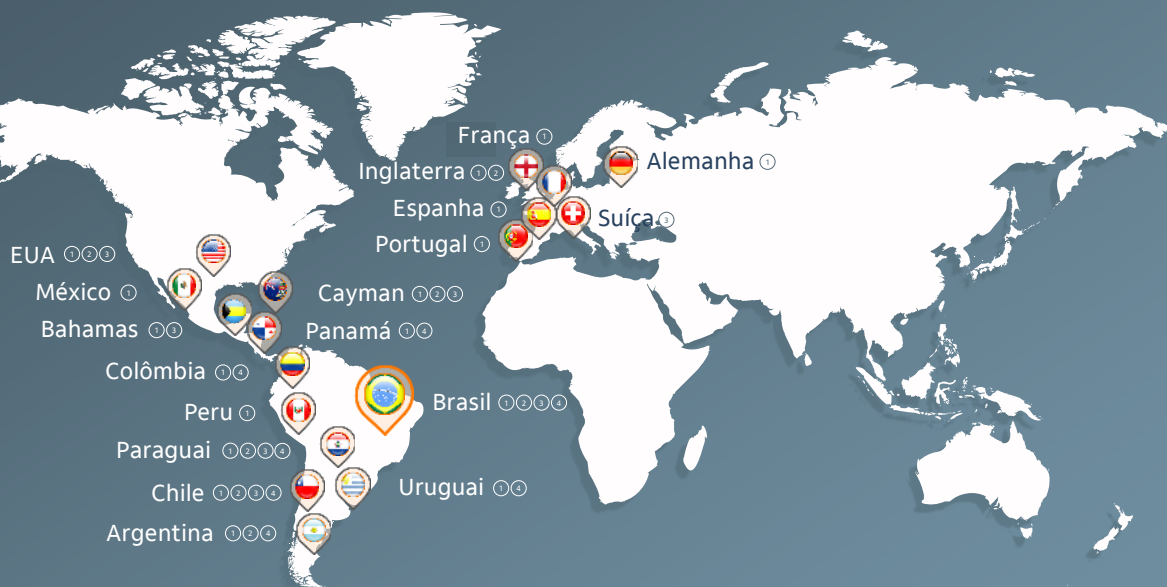 França ①
Inglaterra ①②
Alemanha ①
Espanha ①
Suíça ③
Portugal ①
EUA ①②③
México ①
Cayman ①②③
Bahamas ①③
Panamá ①④
Colômbia ①④
Peru ①
Brasil ①②③④
Paraguai ①②③④
Chile ①②③④
Uruguai ①④
Argentina ①②④